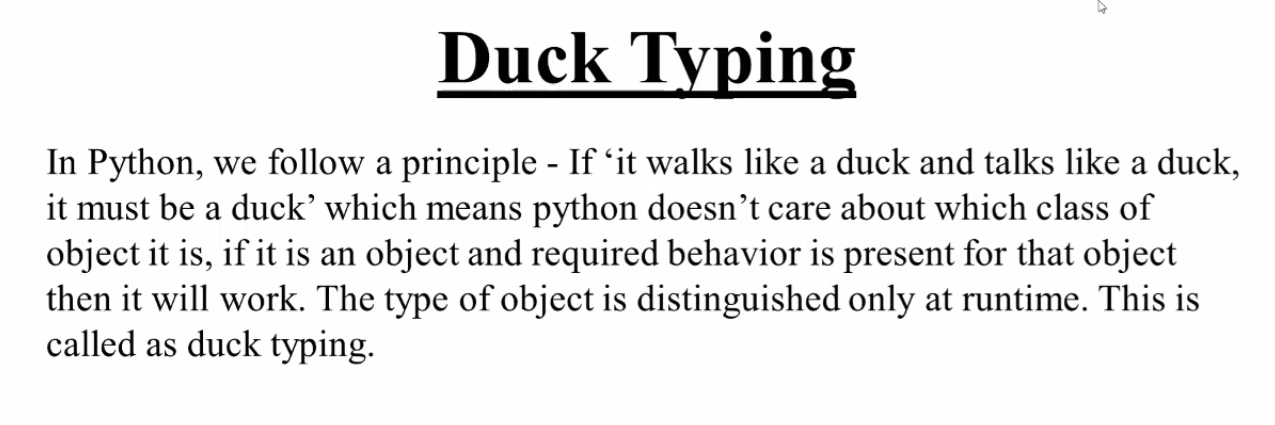 Duck Typing
In Python, we follow a principle - If ‘it walks like a duck and talks like a duck,
it must be a duck’ which means python doesn’t care about which class of
object it is, if it is an object and required behavior is present for that object
then it will work. The type of object is distinguished only at runtime. This is
called as duck typing.